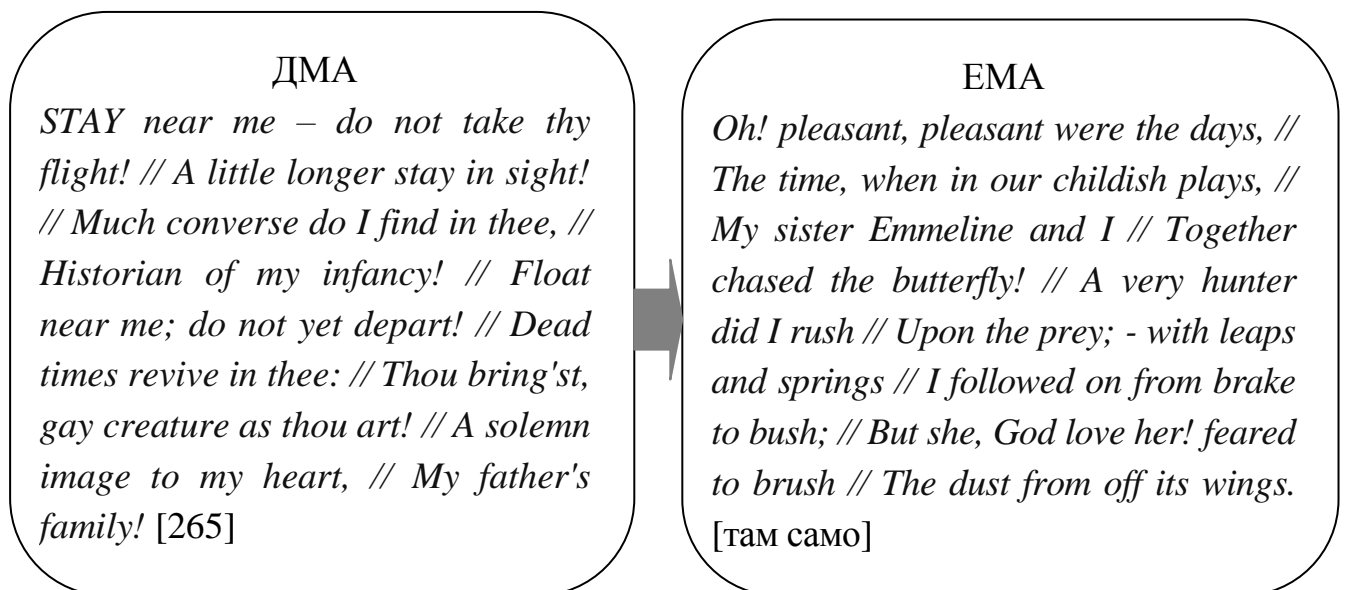 ДМА
STAY near me – do not take thy
flight! // A little longer stay in sight!
// Much converse do I find in thee, //
Historian of my infancy! // Float
near me; do not yet depart! // Dead
times revive in thee: // Thou bring'st,
gay creature as thou art! // A solemn
image to my heart, // My father's
family! [265]
ЕМА
Oh! pleasant, pleasant were the days, //
The time, when in our childish plays, //
My sister Emmeline and I // Together
chased the butterfly! // A very hunter
did I rush // Upon the prey; - with leaps
and springs // I followed on from brake
to bush; // But she, God love her! feared
to brush // The dust from off its wings.
[там само]